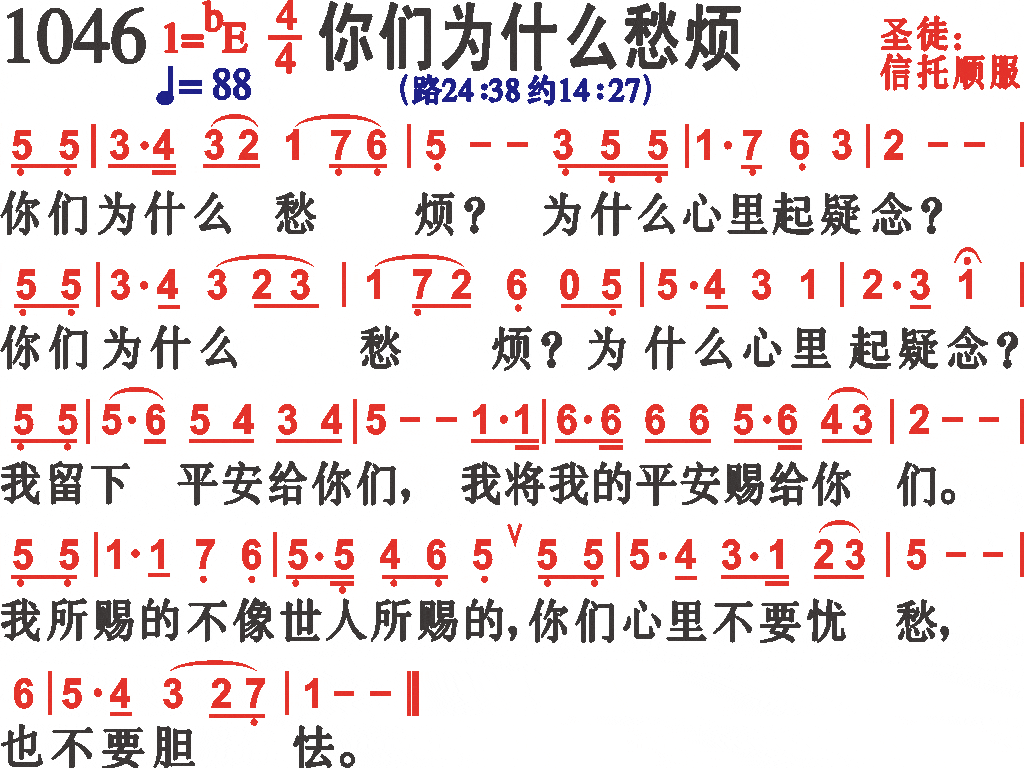 1046 1=bE 4/4 你们为什么愁烦 圣徒：
♩=88 (路24:38 约14:27) 信托顺服
5 5 | 3·4 3 2 1 7 6 | 5 - - 3 5 5 | 1·7 6 3 | 2 - - |
你们为什么 愁 烦？ 为什么心里起疑念？
5 5 | 3·4 3 2 3 | 1 7 2 6 0 5 | 5·4 3 1 | 2·3 1 |
你们为什么 愁 烦？为什么心里起疑念？
5 5 | 5·6 5 4 3 4 | 5 - - 1·1 | 6·6 6 6 5·6 4 3 | 2 - - |
我留下 平安给你们， 我将我的平安赐给你 们。
5 5 | 1·1 7 6 | 5·5 4 6 5 ∨ 5 5 | 5·4 3·1 2 3 | 5 - - |
我所赐的不像世人所赐的，你们心里不要忧 愁，
6 | 5·4 3 2 7 | 1 - - ‖
也不要胆 怯。